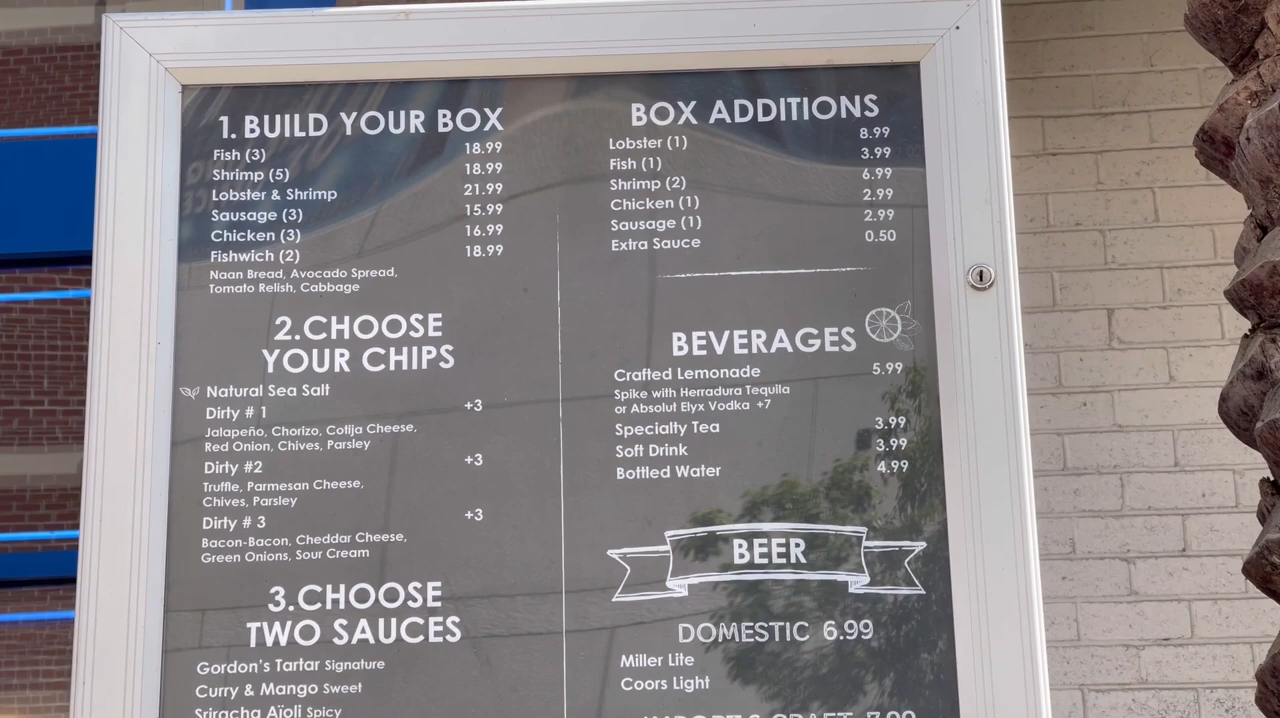 1. BUILD YOUR BOX
Fish (3) 18.99
Shrimp (5) 18.99
Lobster & Shrimp 21.99
Sausage (3) 15.99
Chicken (3) 16.99
Fishwich (2) 18.99
Naan Bread, Avocado Spread,
Tomato Relish, Cabbage
2.CHOOSE
YOUR CHIPS
Natural Sea Salt
Dirty # 1 +3
Jalapeño, Chorizo, Cotija Cheese,
Red Onion, Chives, Parsley
Dirty #2 +3
Truffle, Parmesan Cheese,
Chives, Parsley
Dirty # 3 +3
Bacon-Bacon, Cheddar Cheese,
Green Onions, Sour Cream
3.CHOOSE
TWO SAUCES
Gordon's Tartar Signature
Curry & Mango Sweet
Sriracha Aïoli Spicy
BOX ADDITIONS
Lobster (1) 8.99
Fish (1) 3.99
Shrimp (2) 6.99
Chicken (1) 2.99
Sausage (1) 2.99
Extra Sauce 0.50
BEVERAGES
Crafted Lemonade 5.99
Spike with Herradura Tequila
or Absolut Elyx Vodka +7
Specialty Tea 3.99
Soft Drink 3.99
Bottled Water 4.99
BEER
DOMESTIC 6.99
Miller Lite
Coors Light
IMPORT & CRAFT 7.99